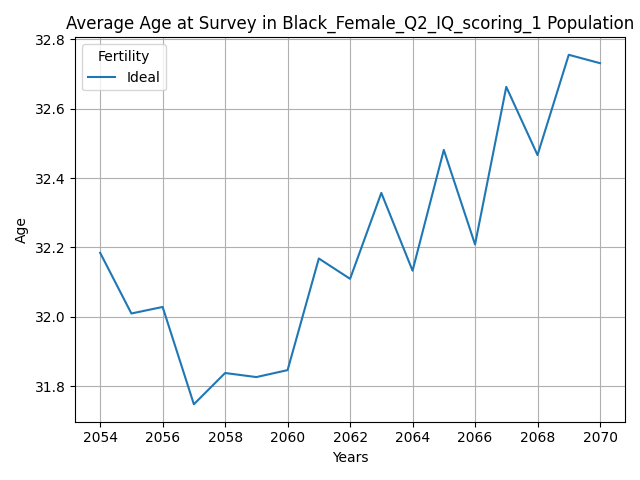 Average Age at Survey in Black_Female_Q2_IQ_scoring_1 Population
32.8
32.6
32.4
32.2
32.0
31.8
Age
Fertility
Ideal
2054 2056 2058 2060 2062 2064 2066 2068 2070
Years